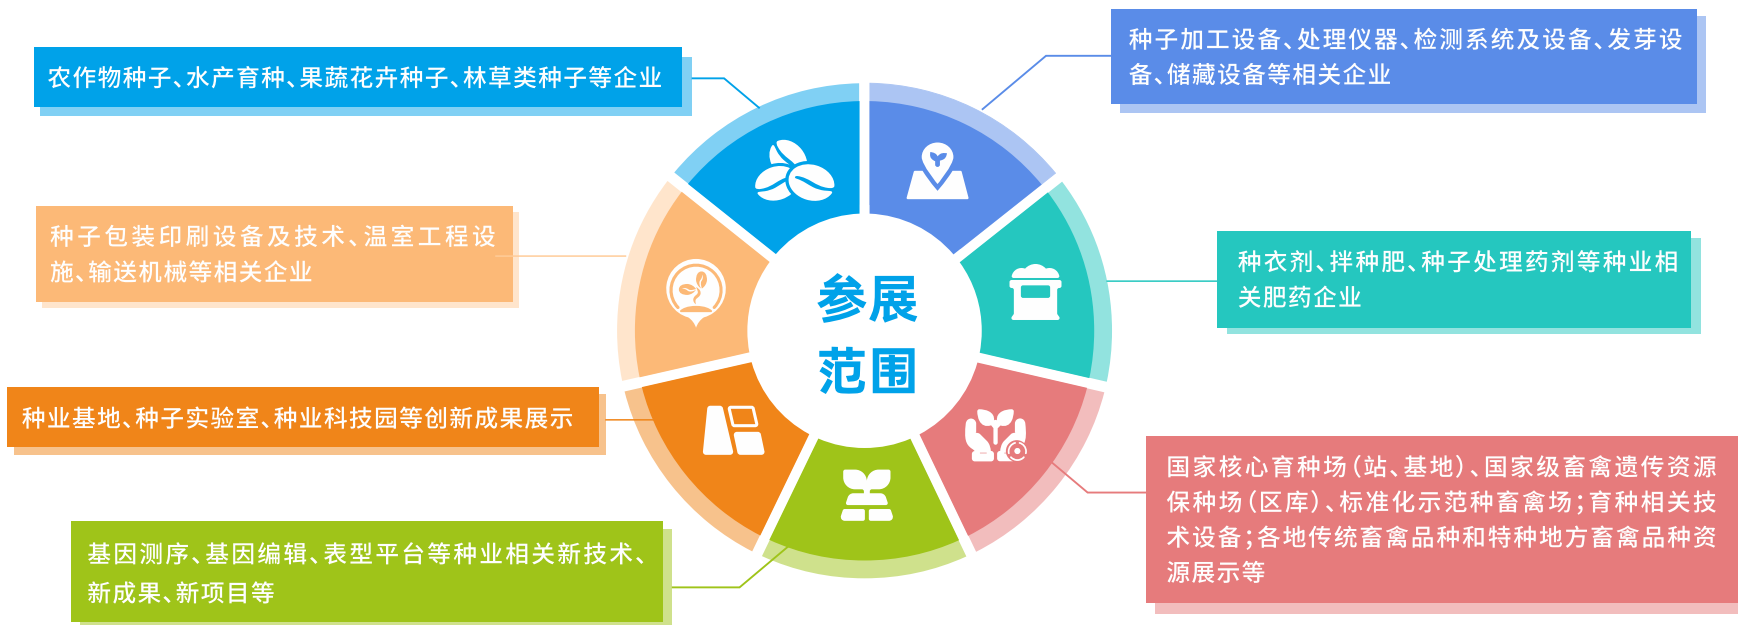 农作物种子、水产育种、果蔬花卉种子、林草类种子等企业
种子加工设备、处理仪器、检测系统及设备、发芽设
备、储藏设备等相关企业
种子包装印刷设备及技术、温室工程设
施、输送机械等相关企业
种衣剂、拌种肥、种子处理药剂等种业相
关肥药企业
参展
范围
种业基地、种子实验室、种业科技园等创新成果展示
国家核心育种场（站、基地）、国家级畜禽遗传资源
保种场（区库）、标准化示范种畜禽场；育种相关技
术设备；各地传统畜禽品种和特种地方畜禽品种资
源展示等
基因测序、基因编辑、表型平台等种业相关新技术、
新成果、新项目等